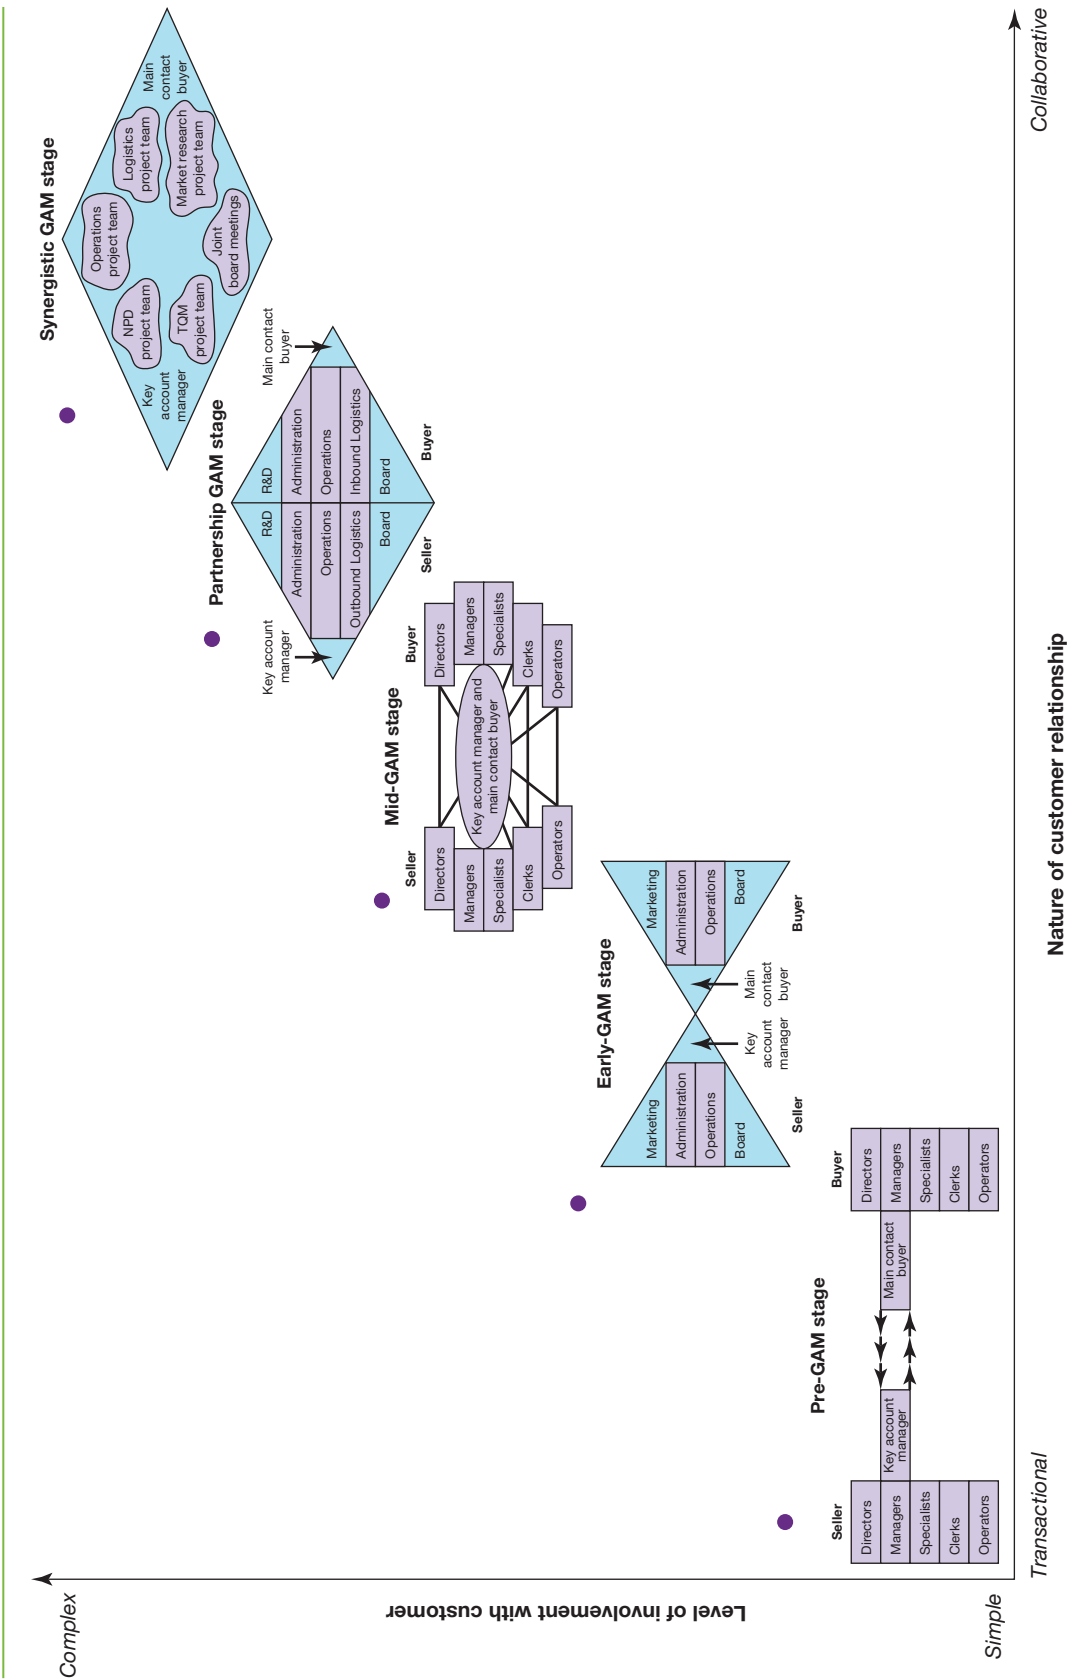 Complex
Level of involvement with customer
Simple
Synergistic GAM stage
Operations
project team
NPD
project team
Logistics
project team
Key
account
manager
Main
contact
buyer
TQM
project team
Market research
project team
Joint
board meetings
Partnership GAM stage
Key account
manager
Main contact
buyer
R&D
R&D
Administration
Administration
Operations
Operations
Outbound Logistics
Inbound Logistics
Board
Board
Seller
Buyer
Mid-GAM stage
Seller
Buyer
Directors
Directors
Managers
Managers
Key account manager and
main contact buyer
Specialists
Specialists
Clerks
Clerks
Operators
Operators
Early-GAM stage
Marketing
Marketing
Administration
Administration
Operations
Operations
Board
Board
Key
account
manager
Main
contact
buyer
Seller
Buyer
Pre-GAM stage
Seller
Buyer
Directors
Directors
Managers
Key account
manager
Main contact
buyer
Managers
Specialists
Specialists
Clerks
Clerks
Operators
Operators
Transactional
Collaborative
Nature of customer relationship